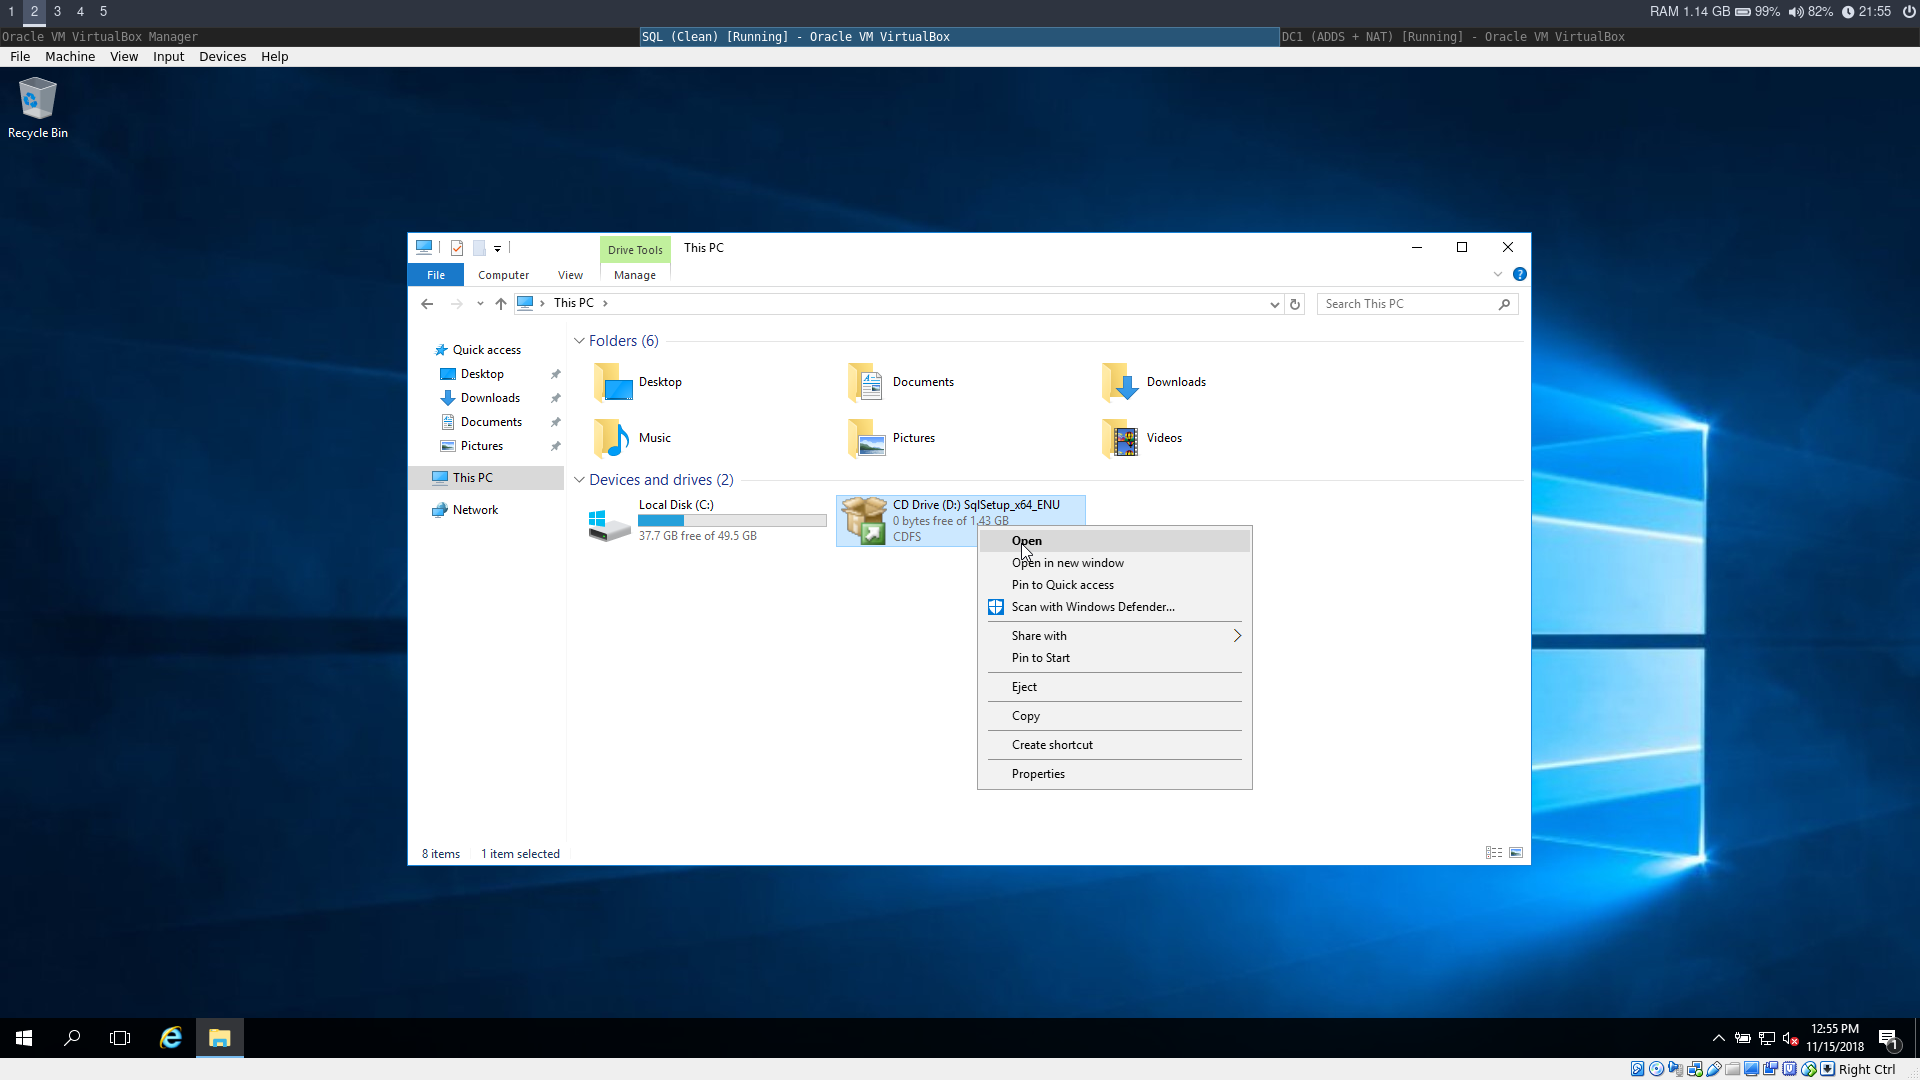 1 2 3 4 5 RAM 1.14 GB 99% 82% 21:55
Oracle VM VirtualBox Manager SQL (Clean) [Running] - Oracle VM VirtualBox DC1 (ADDS + NAT) [Running] - Oracle VM VirtualBox
File Machine View Input Devices Help
Recycle Bin
Drive Tools This PC
File Computer View Manage
This PC Search This PC
Quick access
Desktop
Downloads
Documents
Pictures
This PC
Network
Folders (6)
Desktop Documents Downloads
Music Pictures Videos
Devices and drives (2)
Local Disk (C:)
37.7 GB free of 49.5 GB
CD Drive (D:) SqlSetup_x64_ENU
0 bytes free of 1.43 GB
CDFS
Open
Open in new window
Pin to Quick access
Scan with Windows Defender...
Share with
Pin to Start
Eject
Copy
Create shortcut
Properties
8 items 1 item selected
12:55 PM
11/15/2018
1
Right Ctrl